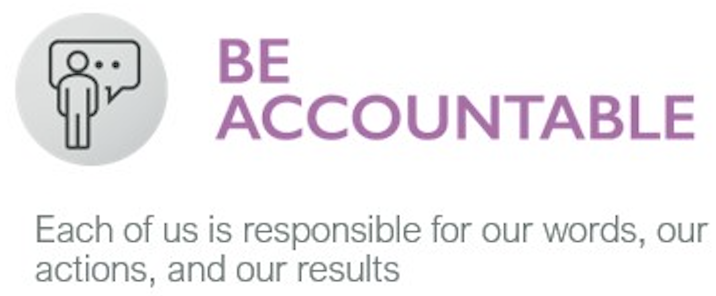 BE
ACCOUNTABLE
Each of us is responsible for our words, our
actions, and our results